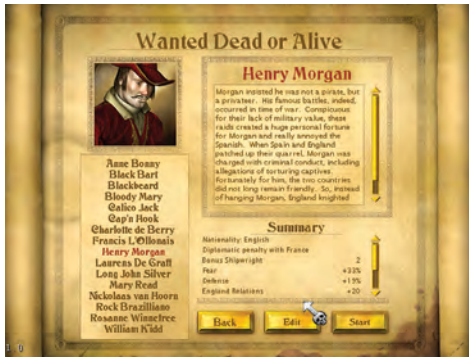 Wanted Dead or Alive
Anne Bonny
Black Bart
Blackbeard
Bloody Mary
Calico Jack
Cap'n Hook
Charlotte de Berry
Francis L'Ollonais
Henry Morgan
Laurens De Graff
Long John Silver
Mary Read
Nickolaas van Hoorn
Rock Brazilliano
Rosanne Winnefree
William Kidd
Henry Morgan
Morgan insisted he was not a pirate, but
a privateer. His famous battles, indeed,
occurred in time of war. Conspicuous
for their lack of military value, these
raids created a huge personal fortune
for Morgan and really annoyed the
Spanish. When Spain and England
patched up their quarrel, Morgan was
charged with criminal conduct, including
allegations of torturing captives.
Fortunately for him, the two countries
did not long remain friendly. So, instead
of hanging Morgan, England knighted
Summary
Nationality: English
Diplomatic penalty with France
Bonus Shipwright 2
Fear +33%
Defense +19%
England Relations +20
Back
Edit
Start